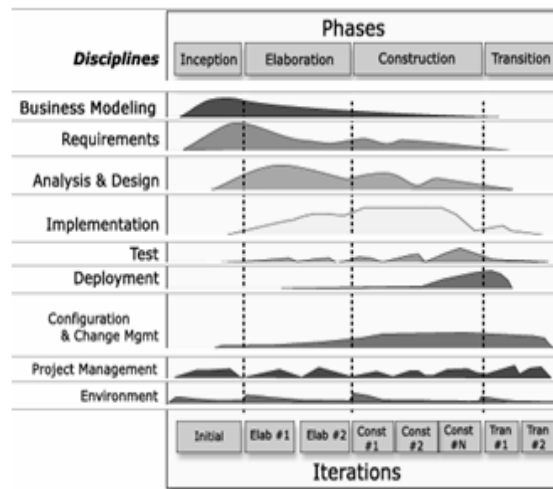 Phases
Disciplines
Inception Elaboration Construction Transition
Business Modeling
Requirements
Analysis & Design
Implementation
Test
Deployment
Configuration
& Change Mgmt
Project Management
Environment
Initial Elab #1 Elab #2 Const #1 Const #2 Const #N Tran #1 Tran #2
Iterations